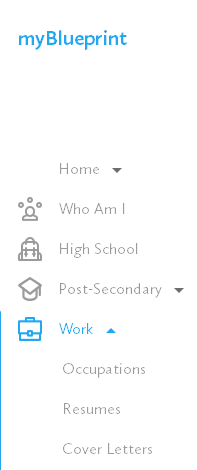 myBlueprint
Home
Who Am I
High School
Post-Secondary
Work
Occupations
Resumes
Cover Letters